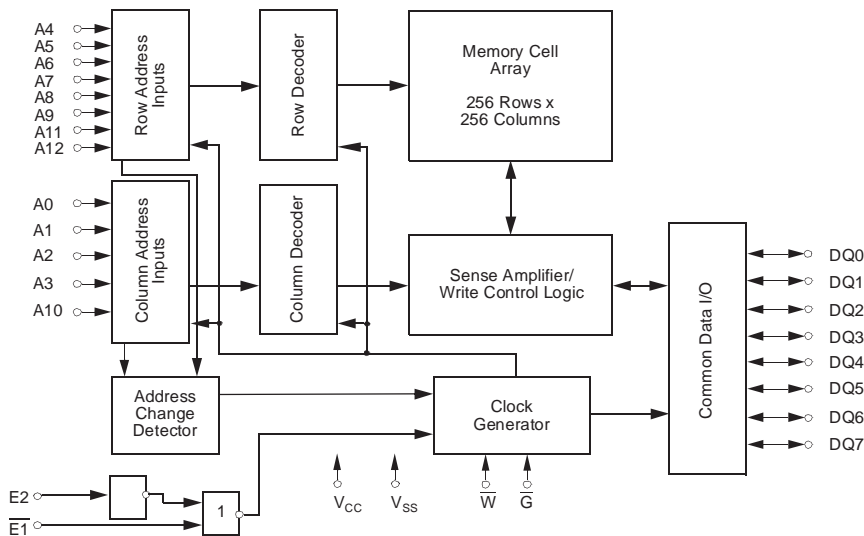 A4
A5
A6
A7
A8
A9
A11
A12
Row Address
Inputs
Row Decoder
Memory Cell
Array
256 Rows x
256 Columns
A0
A1
A2
A3
A10
Column Address
Inputs
Column Decoder
Sense Amplifier/
Write Control Logic
Common Data I/O
DQ0
DQ1
DQ2
DQ3
DQ4
DQ5
DQ6
DQ7
Address
Change
Detector
Clock
Generator
E2
E1
1
VCC
VSS
W
G